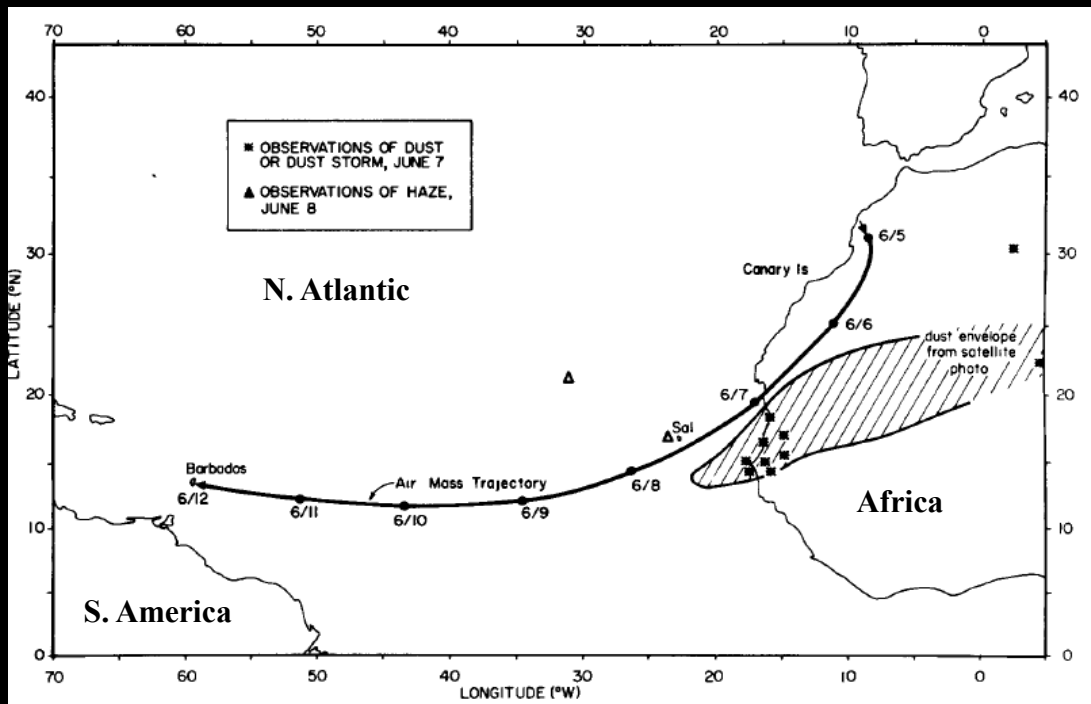 70 60 50 40 30 20 10 0
40 40
* OBSERVATIONS OF DUST
OR DUST STORM, JUNE 7
△ OBSERVATIONS OF HAZE,
JUNE 8
30 30
6/5
Canary Is
N. Atlantic
6/6
dust envelope
from satellite
photo
LATITUDE (°N)
20 20
6/7
Sal
Barbados
6/12
Air Mass Trajectory
6/11
6/10
6/9
6/8
Africa
10 10
S. America
0 0
70 60 50 40 30 20 10 0
LONGITUDE (°W)